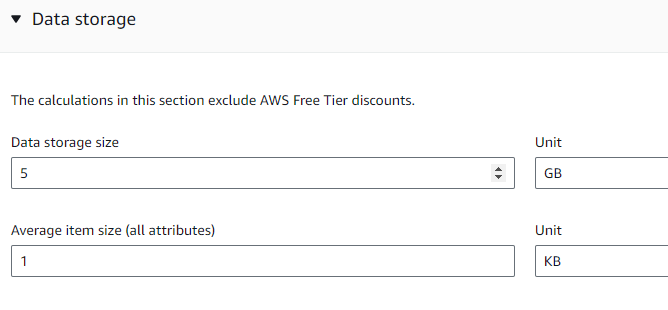 Data storage
The calculations in this section exclude AWS Free Tier discounts.
Data storage size
Unit
5
GB
Average item size (all attributes)
Unit
1
KB